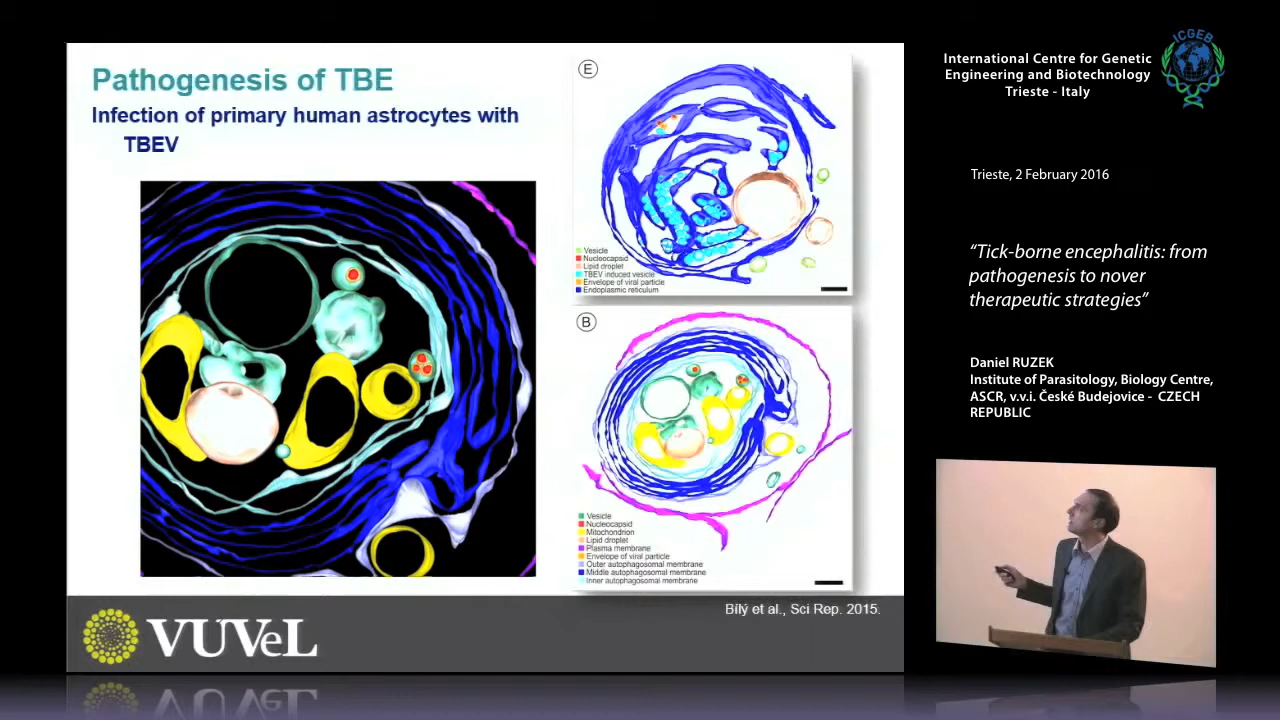 Pathogenesis of TBE
Infection of primary human astrocytes with
TBEV
E
Vesicle
Nucleocapsid
Lipid droplet
TBEV induced vesicle
Envelope of viral particle
Endoplasmic reticulum
B
Vesicle
Nucleocapsid
Mitochondrion
Lipid droplet
Plasma membrane
Envelope of viral particle
Outer autophagosomal membrane
Middle autophagosomal membrane
Inner autophagosomal membrane
Bílý et al., Sci Rep. 2015.
VUVeL
International Centre for Genetic
Engineering and Biotechnology
Trieste - Italy
ICGEB
Trieste, 2 February 2016
“Tick-borne encephalitis: from
pathogenesis to nover
therapeutic strategies”
Daniel RUZEK
Institute of Parasitology, Biology Centre,
ASCR, v.v.i. České Budejovice - CZECH
REPUBLIC